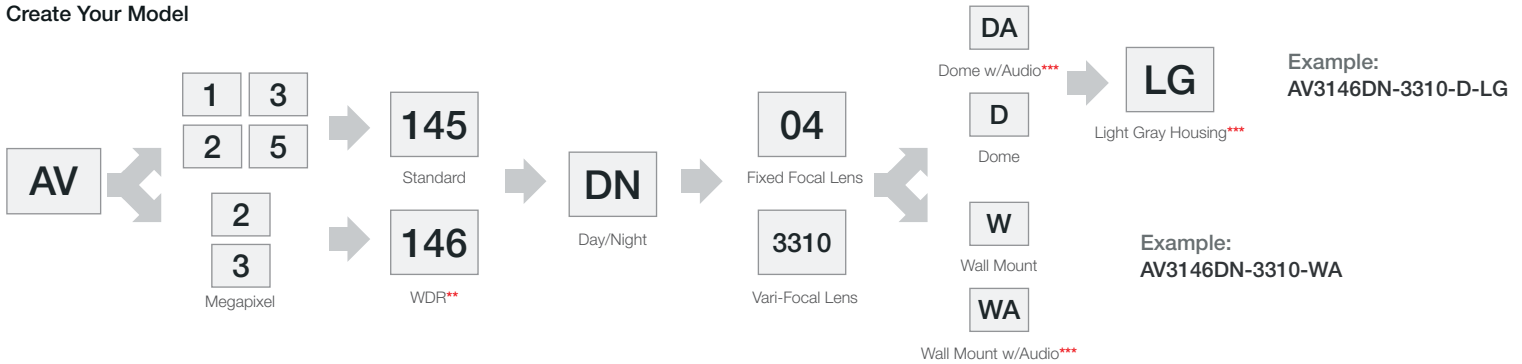 Create Your Model
AV
1 3
2 5
2
3
Megapixel
145
Standard
146
WDR**
DN
Day/Night
04
Fixed Focal Lens
3310
Vari-Focal Lens
DA
Dome w/Audio***
D
Dome
W
Wall Mount
WA
Wall Mount w/Audio***
LG
Light Gray Housing***
Example:
AV3146DN-3310-D-LG
Example:
AV3146DN-3310-WA